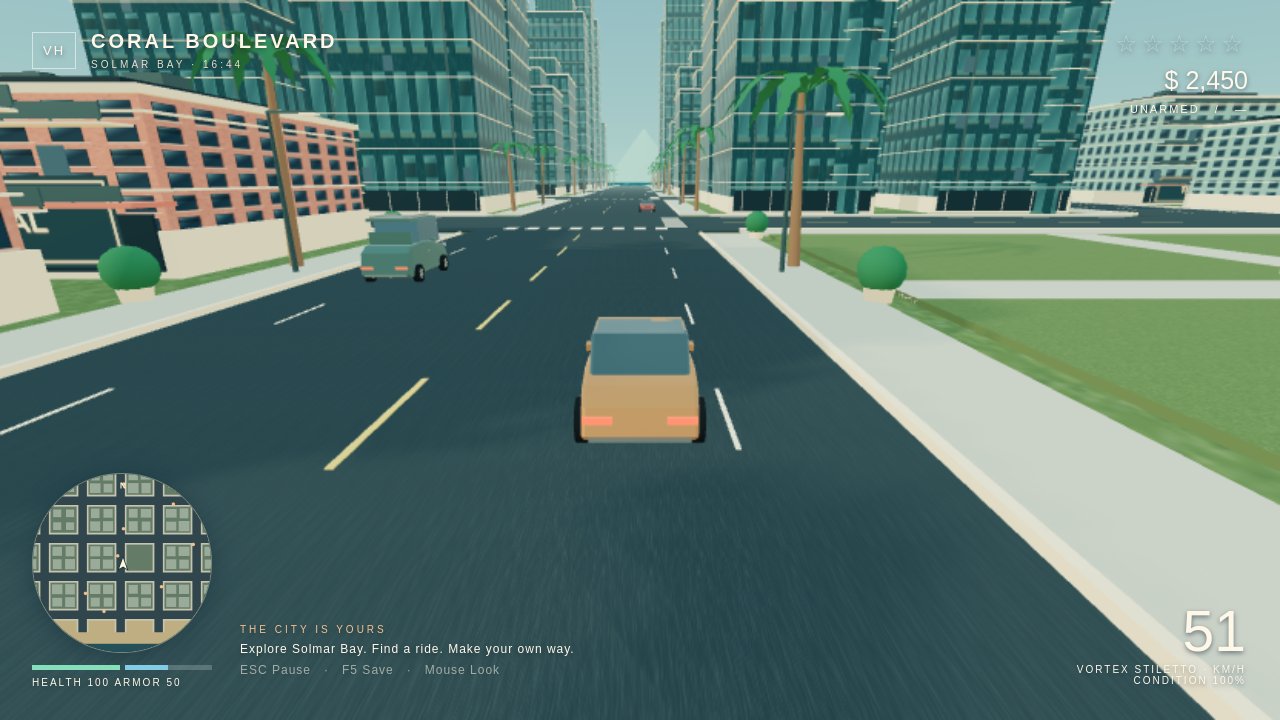 VH
CORAL BOULEVARD
SOLMAR BAY · 16:44
☆☆☆☆☆
$ 2,450
UNARMED / —
AL
N
THE CITY IS YOURS
Explore Solmar Bay. Find a ride. Make your own way.
ESC Pause · F5 Save · Mouse Look
HEALTH 100 ARMOR 50
51
VORTEX STILETTO · KM/H
CONDITION 100%